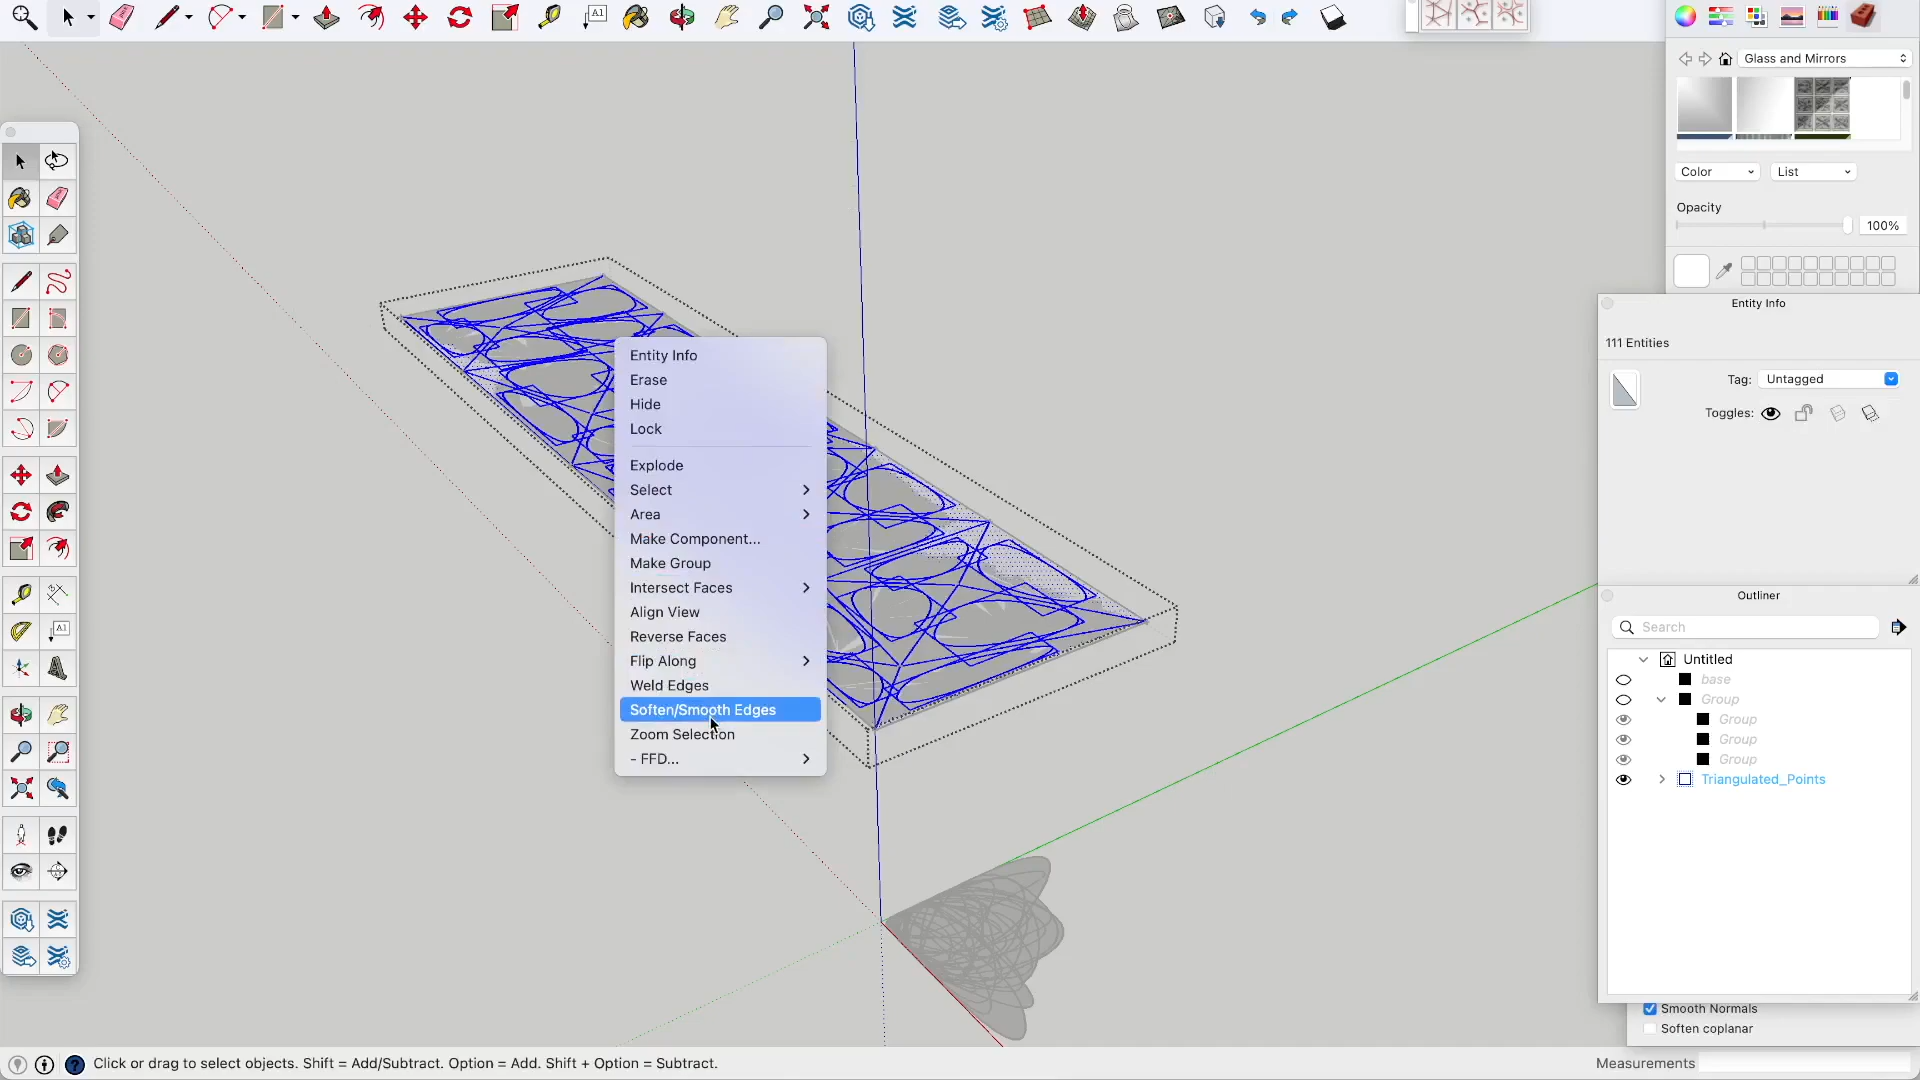 A1
Glass and Mirrors
Color
List
Opacity
100%
Entity Info
111 Entities
Tag:
Untagged
Toggles:
Outliner
Search
Untitled
base
Group
Group
Group
Group
Triangulated_Points
Smooth Normals
Soften coplanar
Entity Info
Erase
Hide
Lock
Explode
Select
Area
Make Component...
Make Group
Intersect Faces
Align View
Reverse Faces
Flip Along
Weld Edges
Soften/Smooth Edges
Zoom Selection
- FFD...
A1
Click or drag to select objects. Shift = Add/Subtract. Option = Add. Shift + Option = Subtract.
Measurements